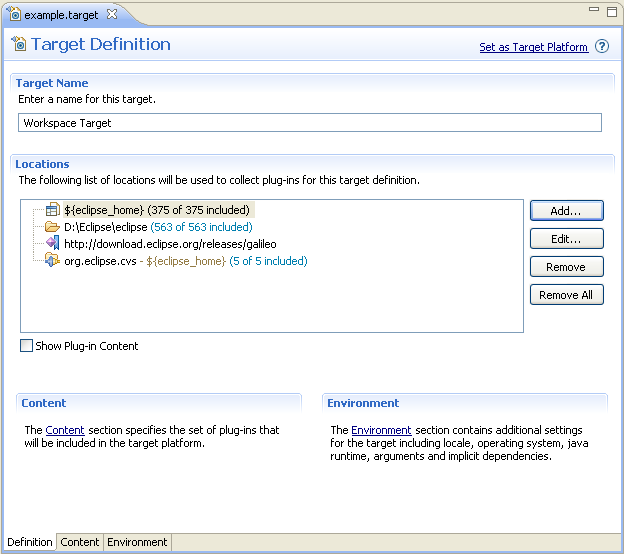 example.target
Target Definition
Set as Target Platform ?
Target Name
Enter a name for this target.
Workspace Target
Locations
The following list of locations will be used to collect plug-ins for this target definition.
${eclipse_home} (375 of 375 included)
D:\Eclipse\eclipse (563 of 563 included)
http://download.eclipse.org/releases/galileo
org.eclipse.cvs - ${eclipse_home} (5 of 5 included)
Add...
Edit...
Remove
Remove All
Show Plug-in Content
Content
The Content section specifies the set of plug-ins that
will be included in the target platform.
Environment
The Environment section contains additional settings
for the target including locale, operating system, java
runtime, arguments and implicit dependencies.
Definition Content Environment